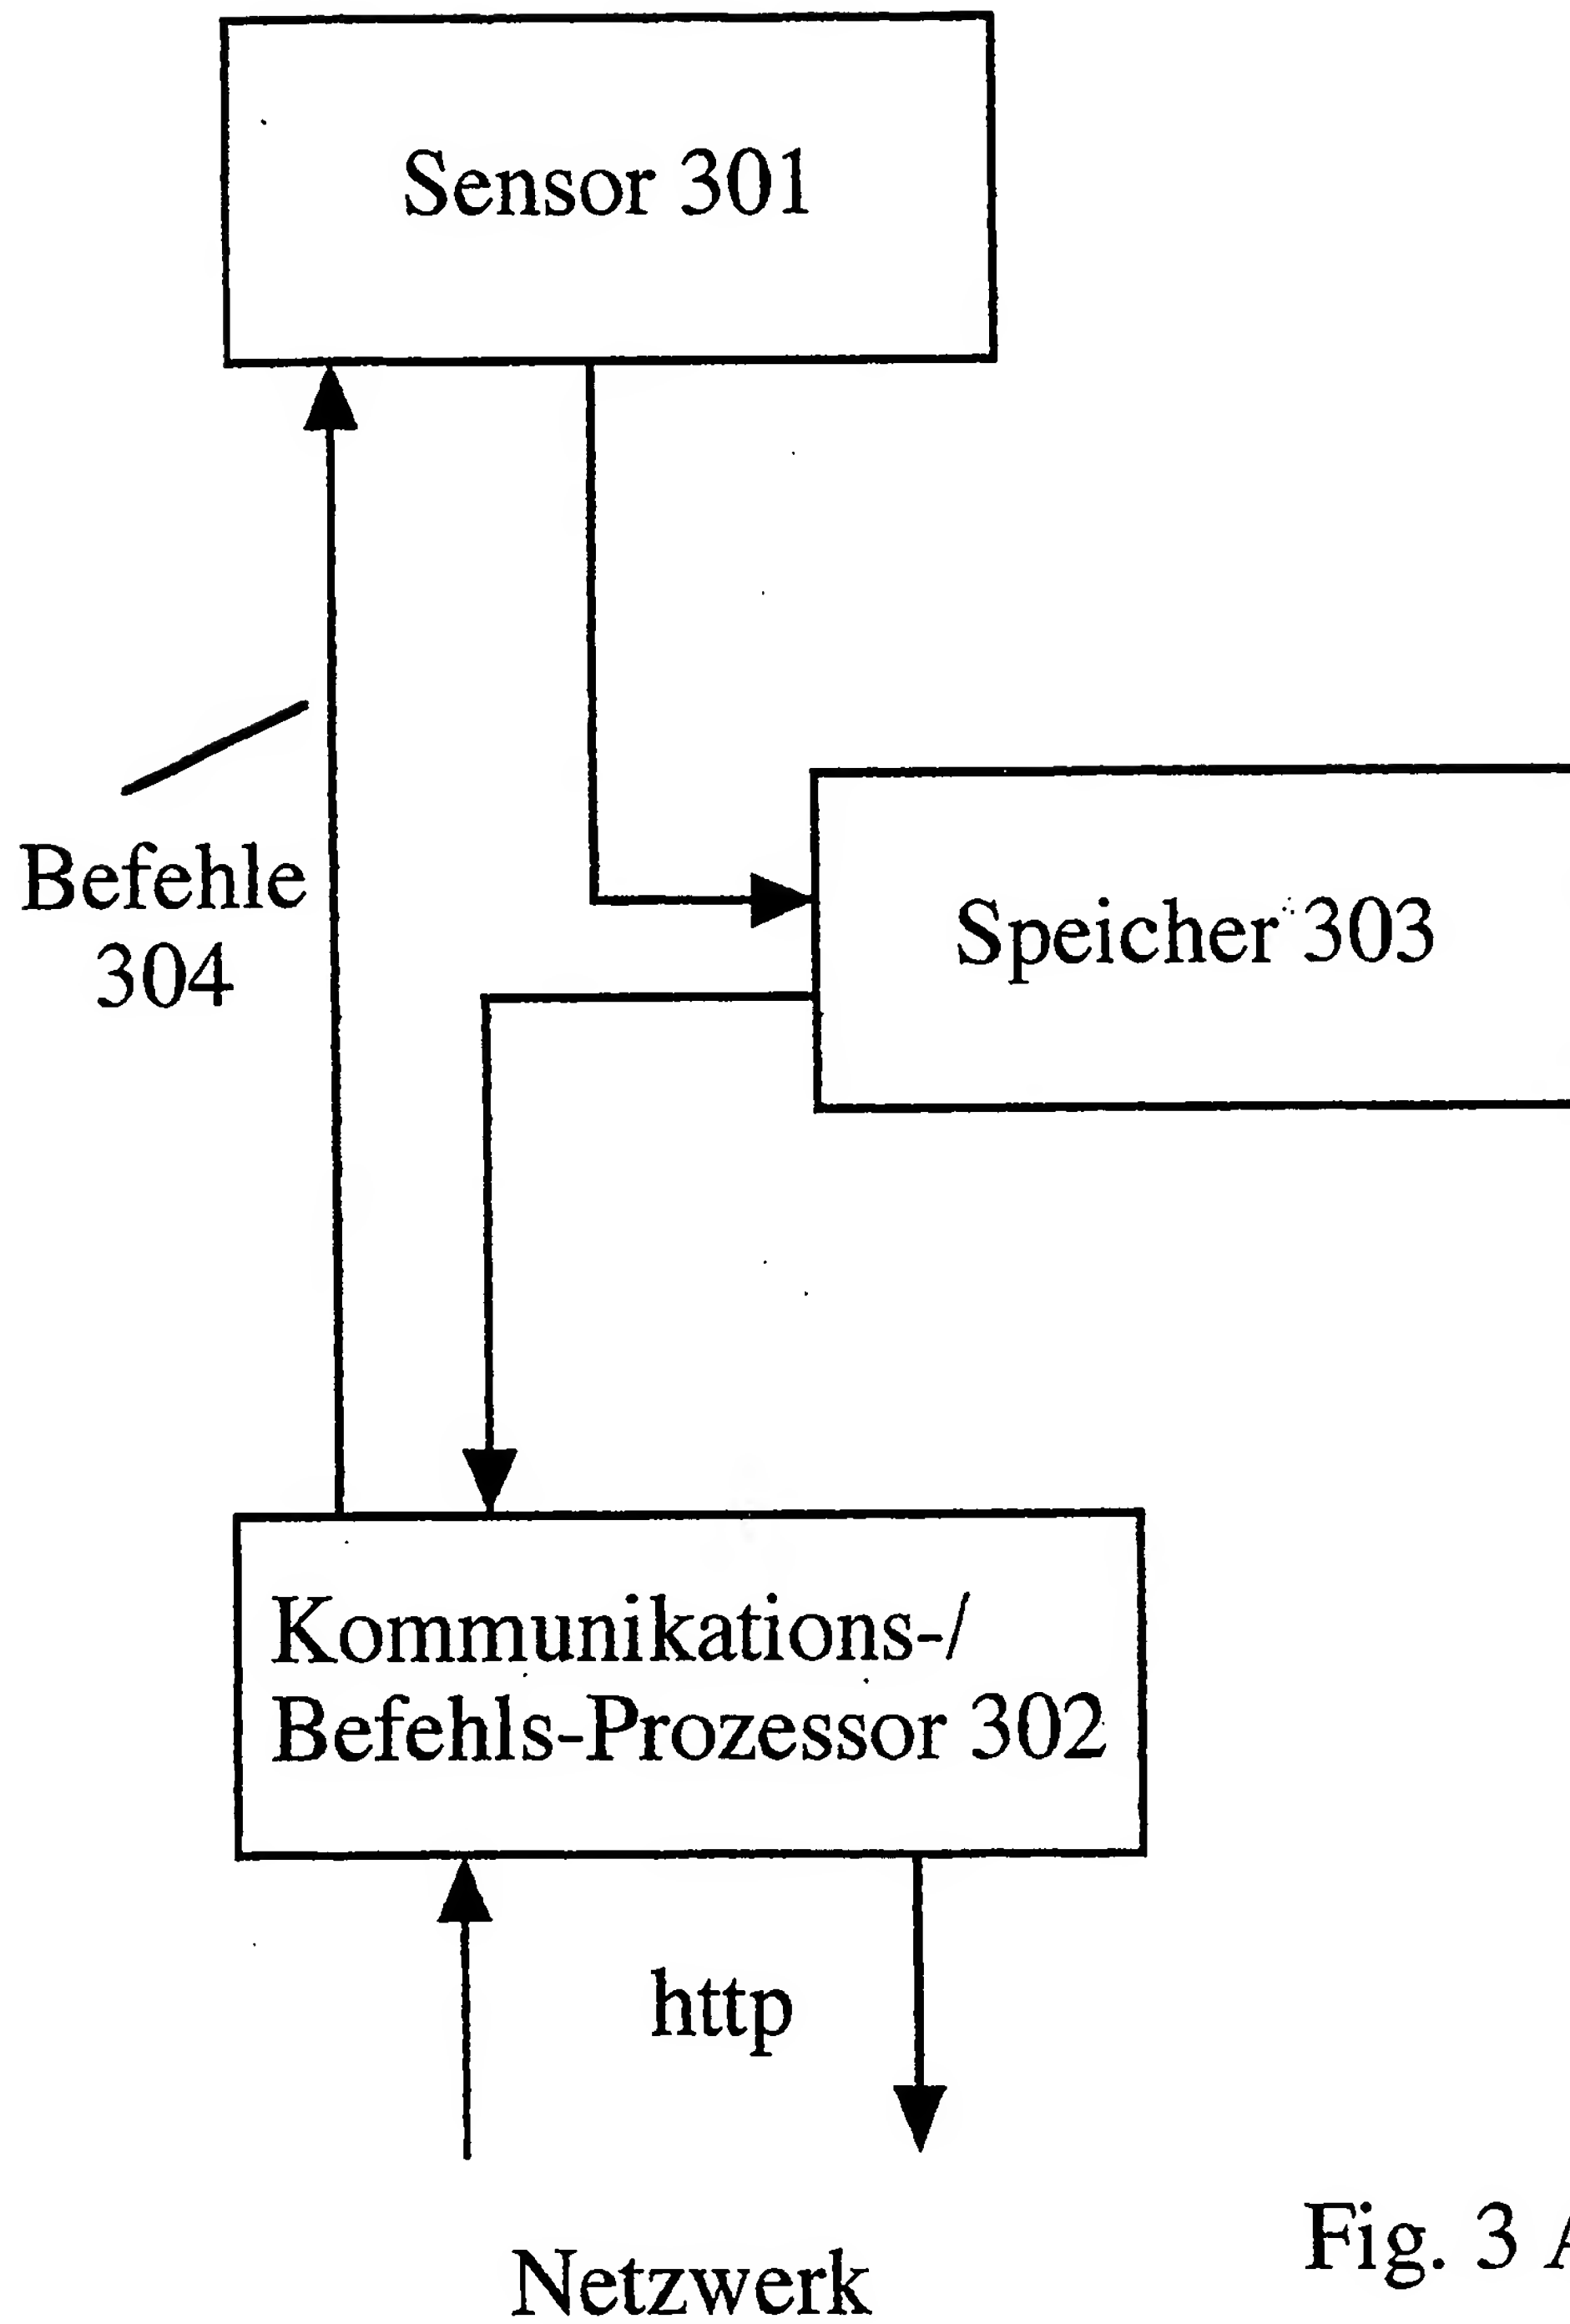 Sensor 301
Befehle
304
Speicher 303
Kommunikations-/
Befehls-Prozessor 302
http
Netzwerk
Fig. 3 A